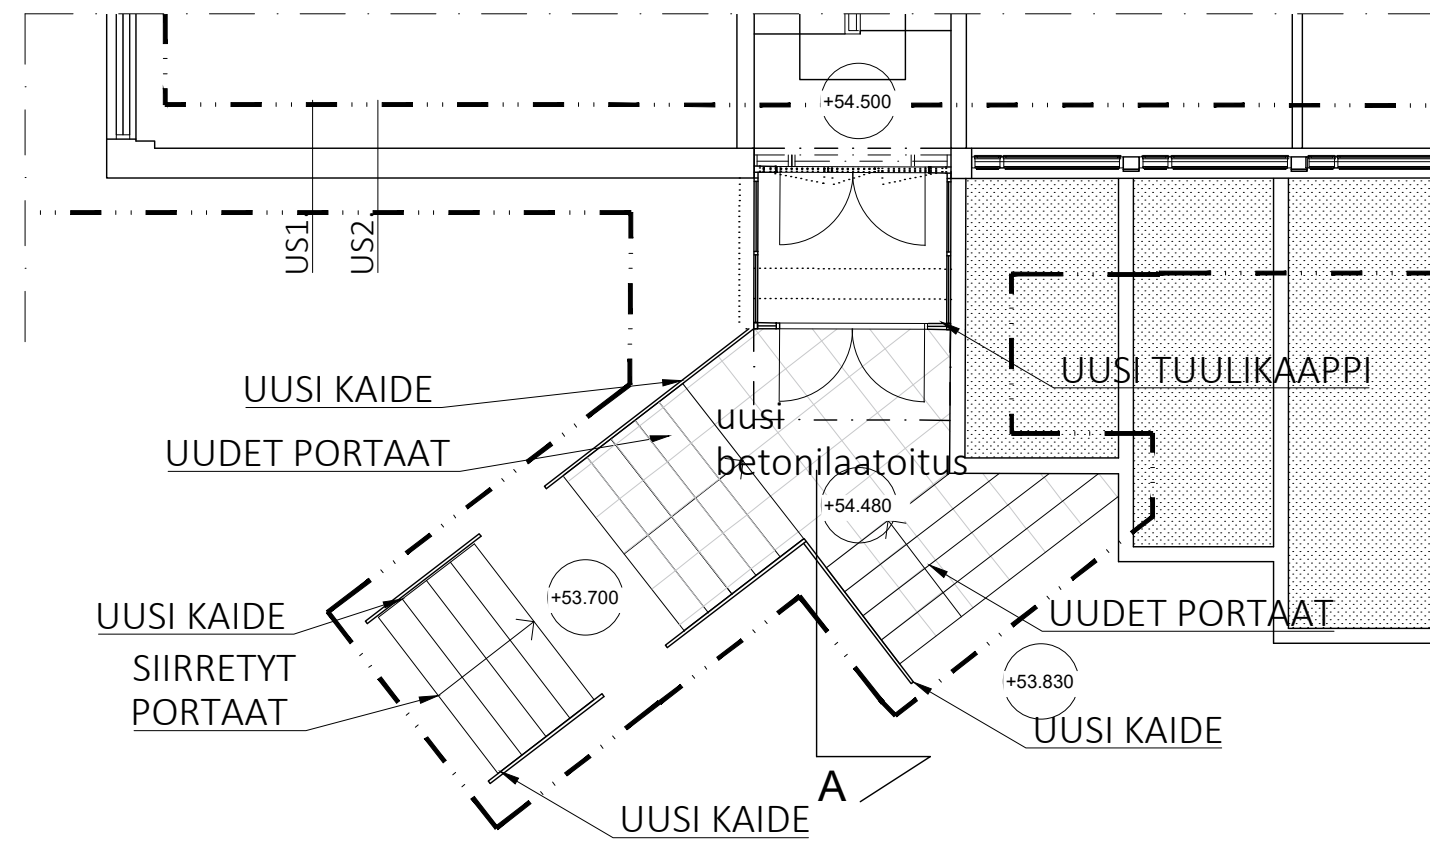 +54.500
US1
US2
UUSI TUULIKAAPPI
UUSI KAIDE
uusi
betonilaatoitus
UUDET PORTAAT
+54.480
+53.700
UUSI KAIDE
UUDET PORTAAT
SIIRRETYT
PORTAAT
+53.830
UUSI KAIDE
A
UUSI KAIDE